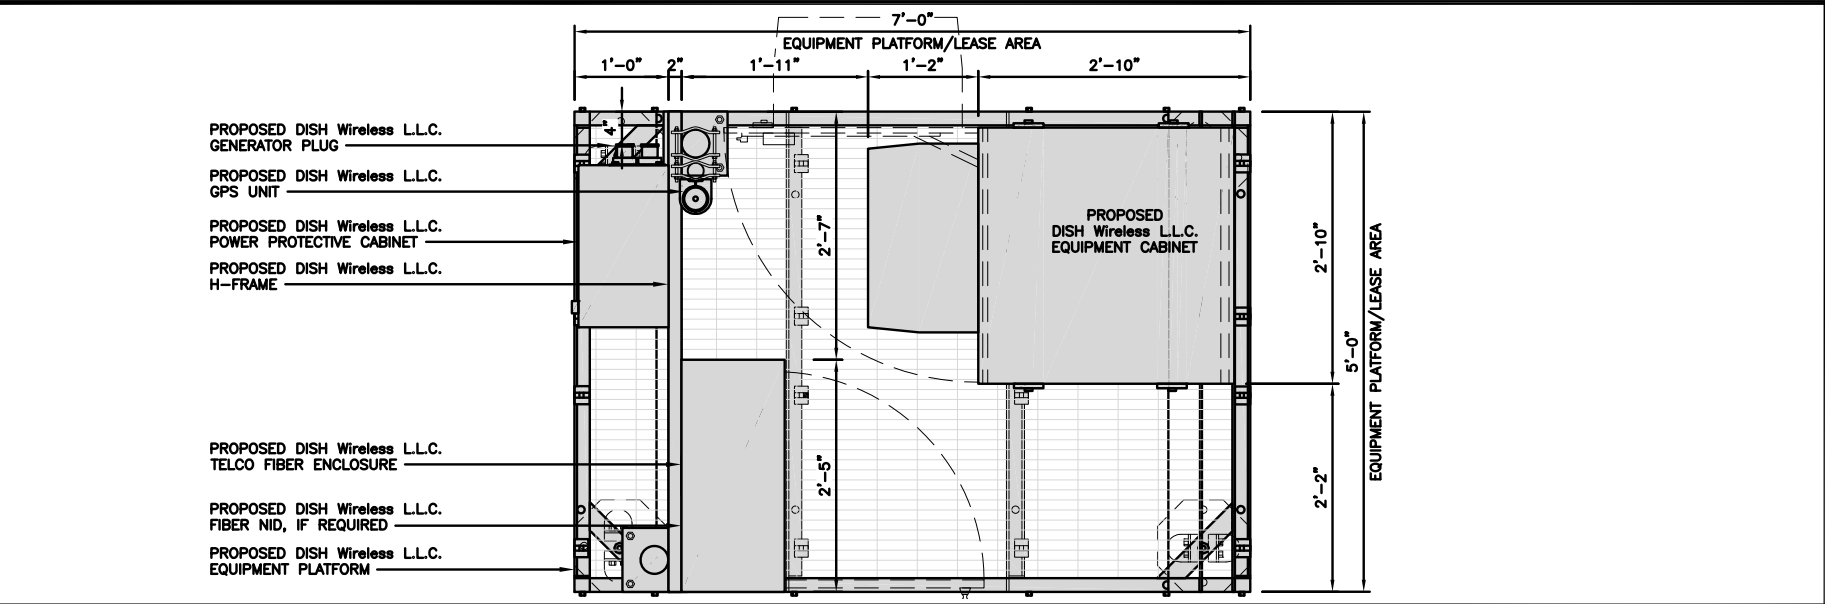 7'-0"
EQUIPMENT PLATFORM/LEASE AREA
1'-0"
2"
1'-11"
1'-2"
2'-10"
4"
PROPOSED DISH Wireless L.L.C.
GENERATOR PLUG
PROPOSED DISH Wireless L.L.C.
GPS UNIT
PROPOSED DISH Wireless L.L.C.
POWER PROTECTIVE CABINET
PROPOSED DISH Wireless L.L.C.
H-FRAME
PROPOSED DISH Wireless L.L.C.
TELCO FIBER ENCLOSURE
PROPOSED DISH Wireless L.L.C.
FIBER NID, IF REQUIRED
PROPOSED DISH Wireless L.L.C.
EQUIPMENT PLATFORM
2'-7"
2'-5"
PROPOSED
DISH Wireless L.L.C.
EQUIPMENT CABINET
2'-10"
2'-2"
5'-0"
EQUIPMENT PLATFORM/LEASE AREA